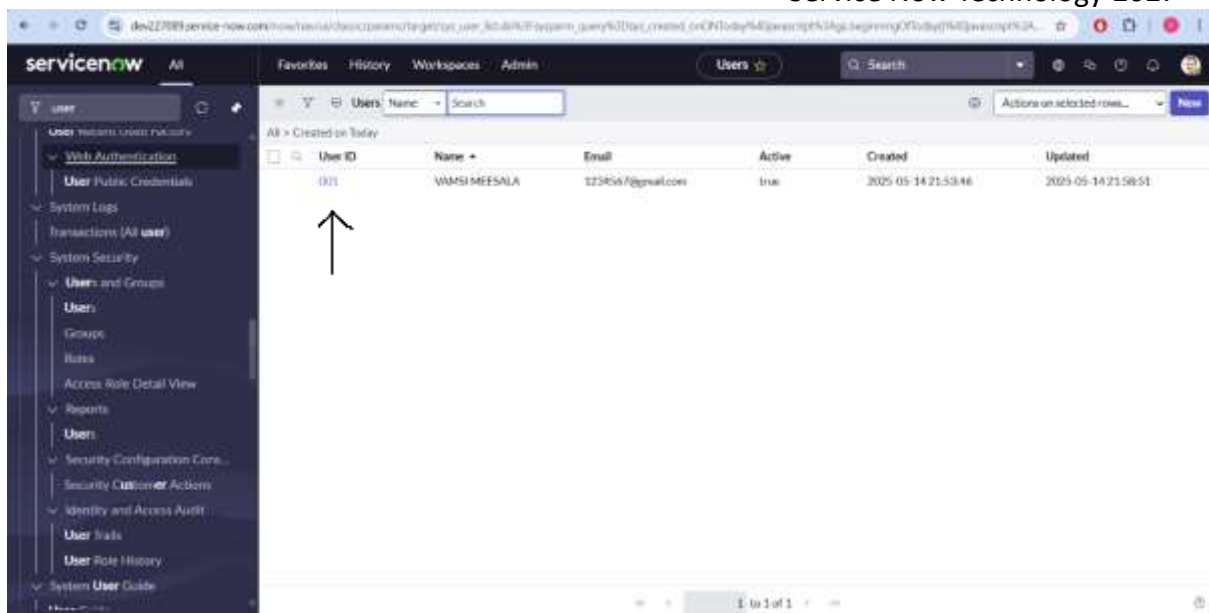 Service Now Technology 2027
servicenow All Favorites History Workspaces Admin Users Search
user
Users Name Search Actions on selected rows... New
All > Created on Today
User ID Name Email Active Created Updated
001 VAMSI MEESALA 1234567@gmail.com true 2025-05-14 21:53:46 2025-05-14 21:58:51
Web Authentication
User Public Credentials
System Logs
Transactions (All user)
System Security
Users and Groups
Users
Groups
Roles
Access Role Detail View
Reports
Users
Security Configuration Core...
Security Customer Actions
Identity and Access Audit
User Trails
User Role History
System User Guide
1 to 1 of 1